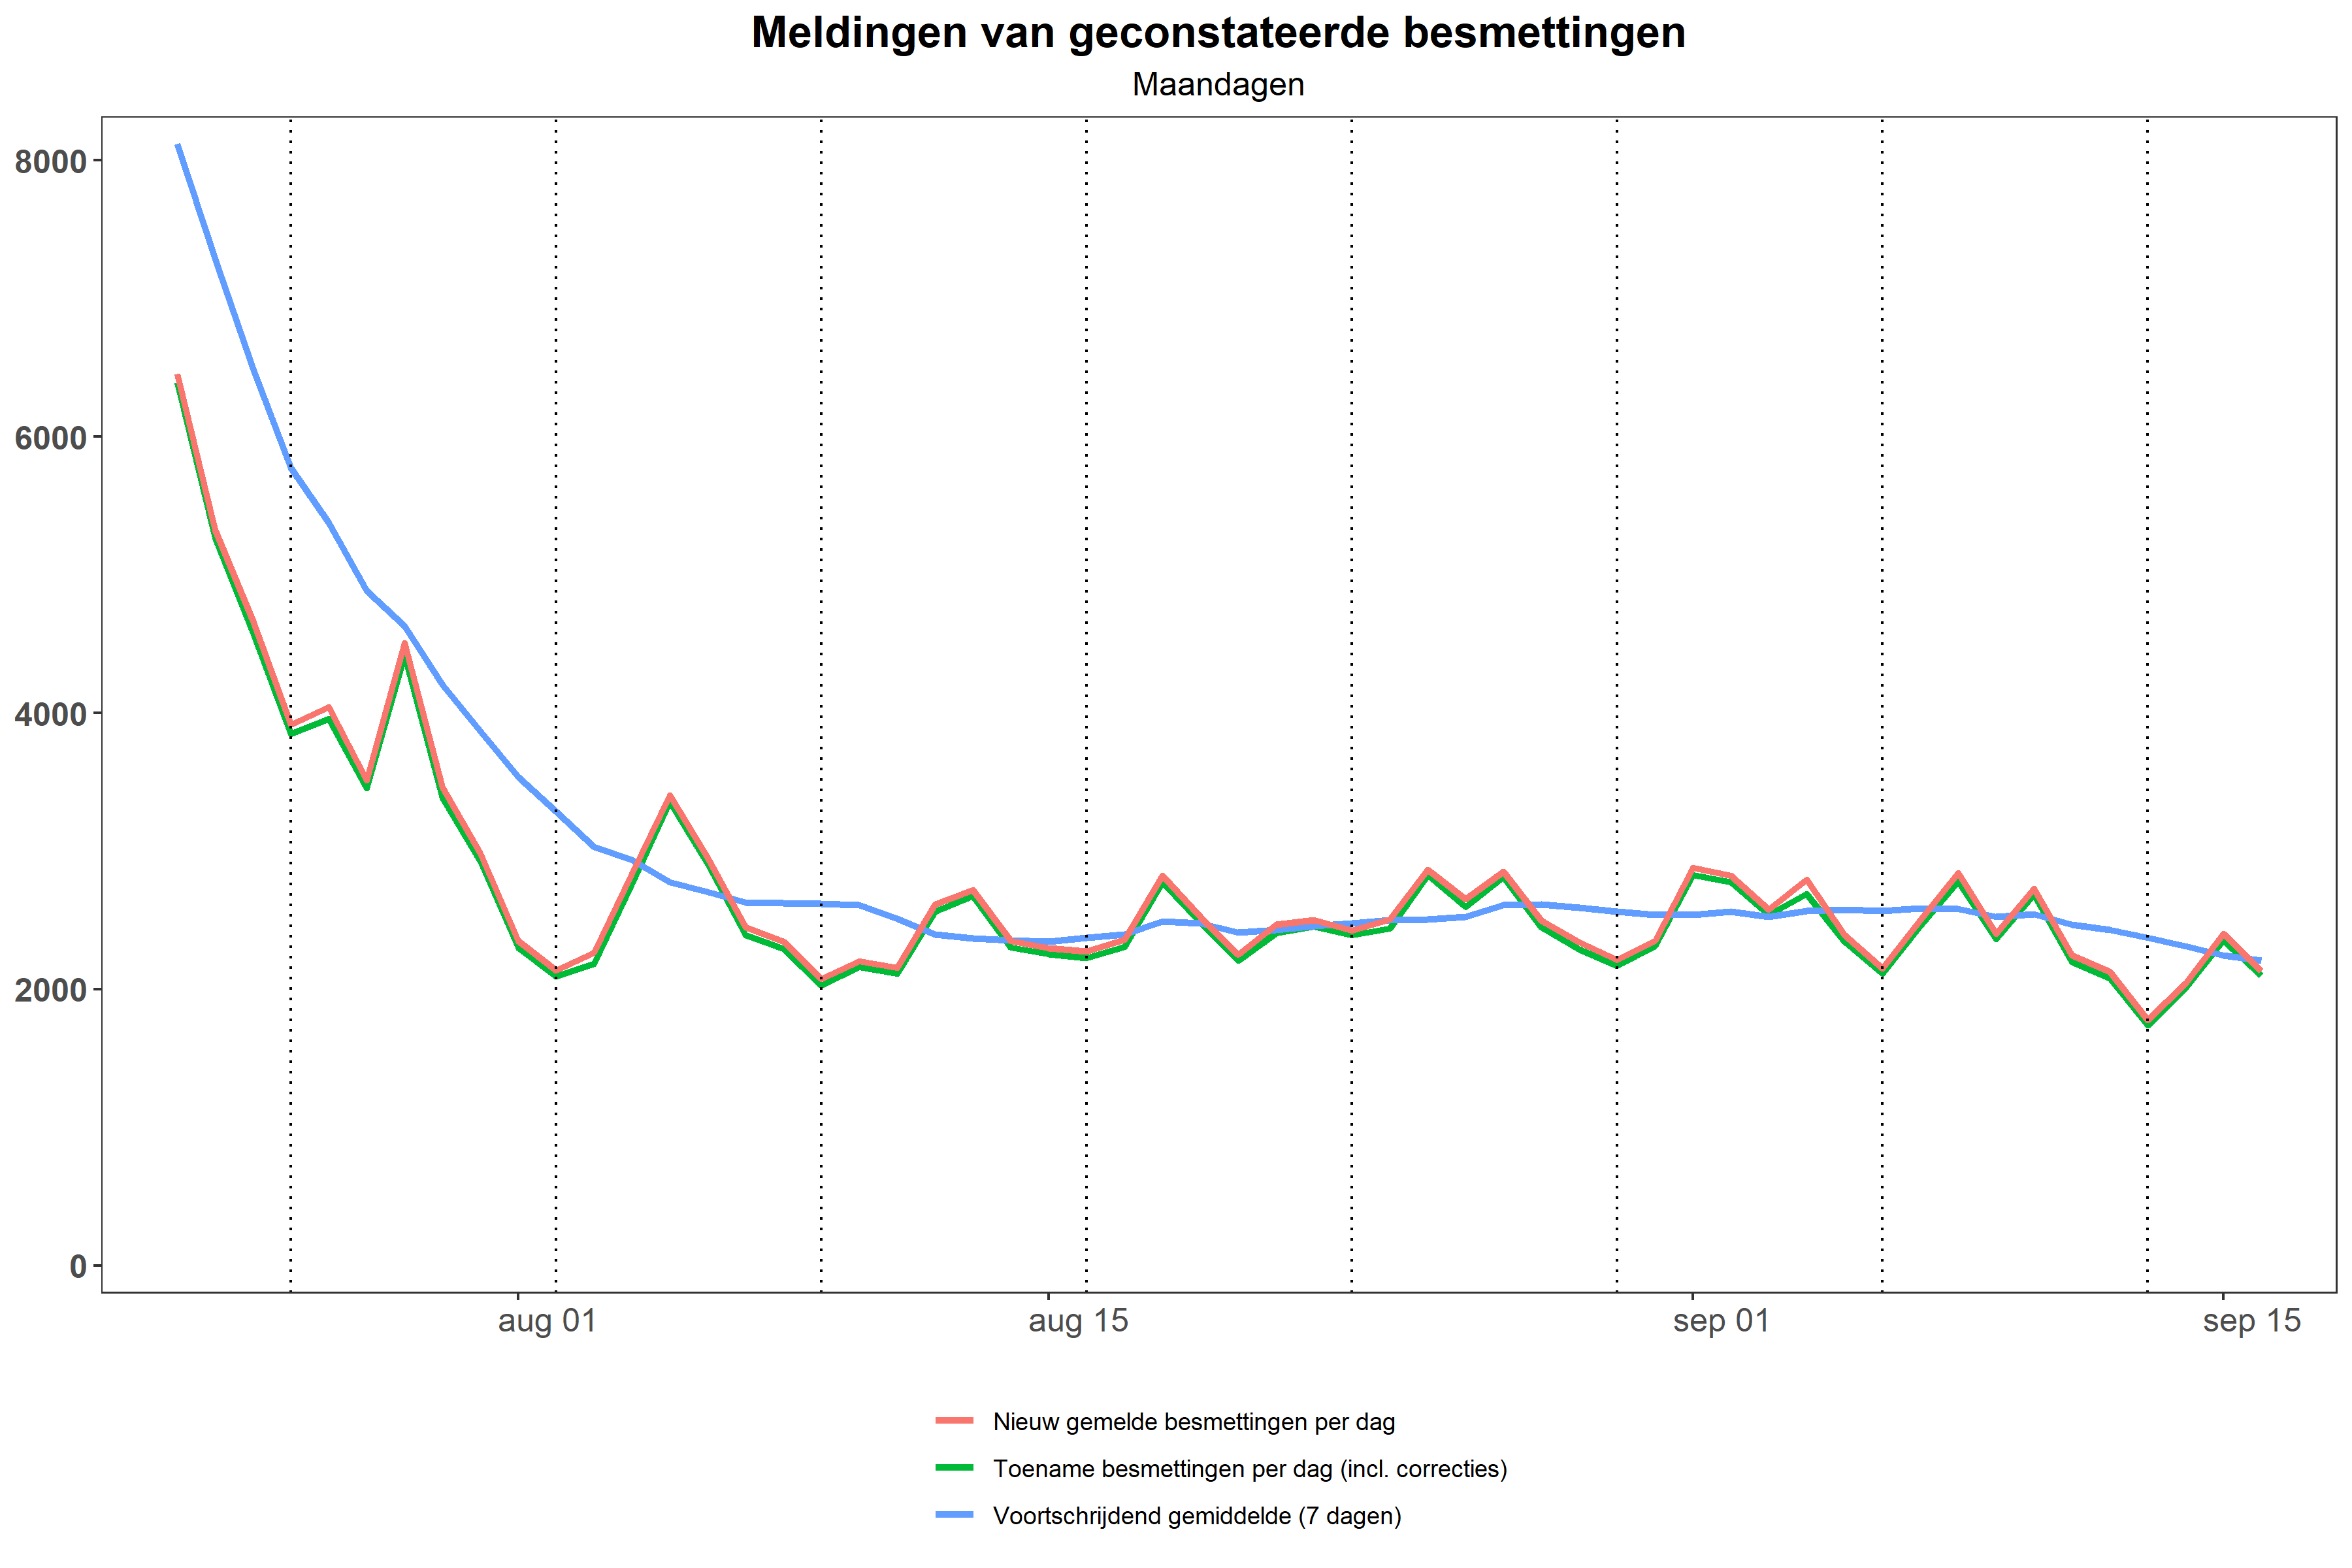 Meldingen van geconstateerde besmettingen
Maandagen
8000
6000
4000
2000
0
aug 01
aug 15
sep 01
sep 15
Nieuw gemelde besmettingen per dag
Toename besmettingen per dag (incl. correcties)
Voortschrijdend gemiddelde (7 dagen)